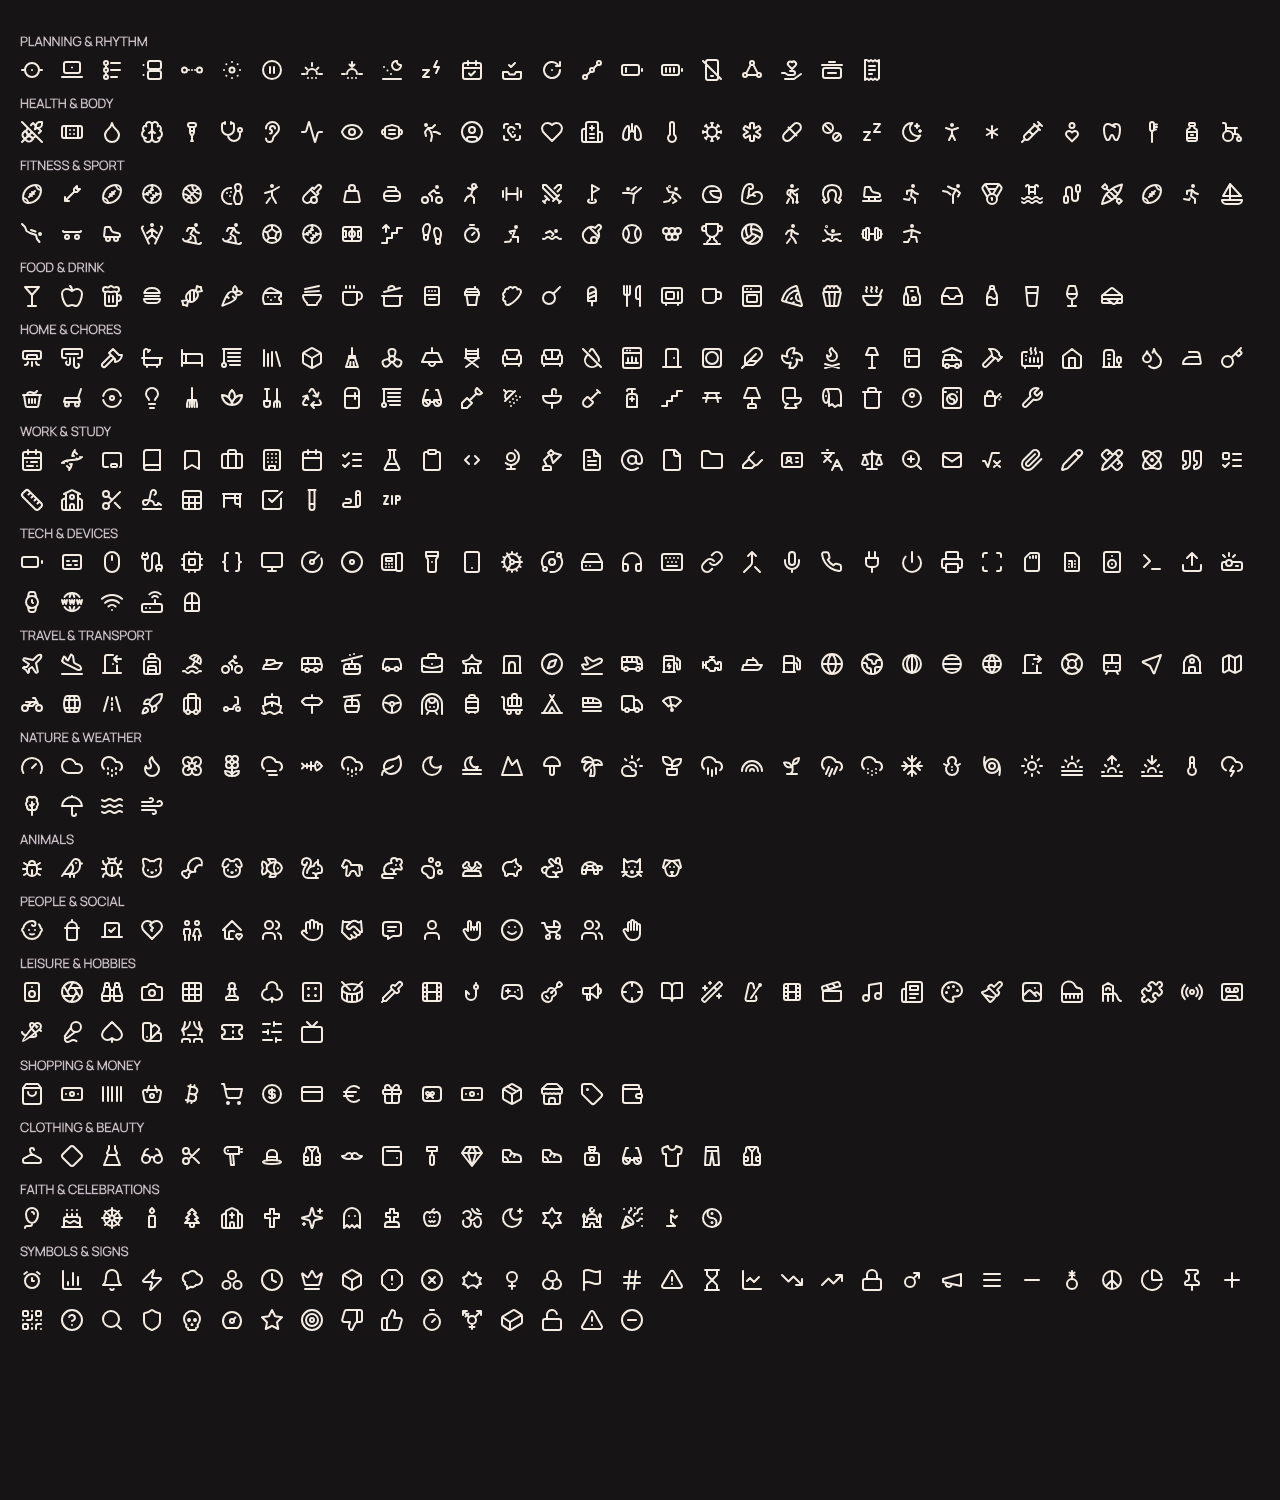 PLANNING & RHYTHM
HEALTH & BODY
FITNESS & SPORT
FOOD & DRINK
HOME & CHORES
WORK & STUDY
ZIP
TECH & DEVICES
TRAVEL & TRANSPORT
NATURE & WEATHER
ANIMALS
PEOPLE & SOCIAL
LEISURE & HOBBIES
SHOPPING & MONEY
CLOTHING & BEAUTY
FAITH & CELEBRATIONS
SYMBOLS & SIGNS